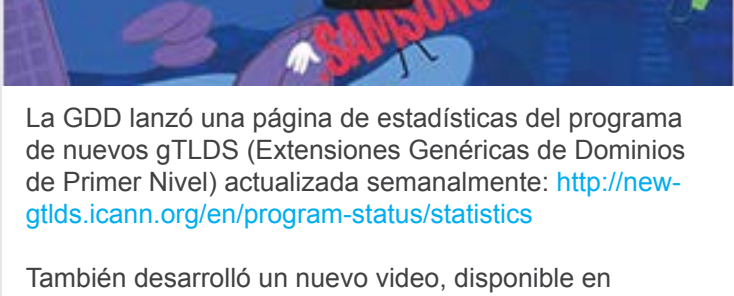 SAMSUNG
La GDD lanzó una página de estadísticas del programa
de nuevos gTLDS (Extensiones Genéricas de Dominios
de Primer Nivel) actualizada semanalmente: http://new-
gtlds.icann.org/en/program-status/statistics
También desarrolló un nuevo video, disponible en